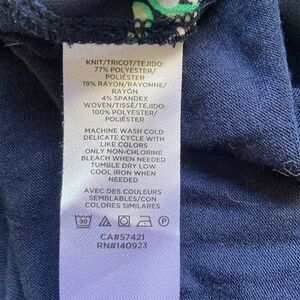 KNIT/TRICOT/TEJIDO:
77% POLYESTER/
POLIÉSTER
19% RAYON/RAYONNE/
RAYÓN
4% SPANDEX
WOVEN/TISSÉ/TEJIDO:
100% POLYESTER/
POLIÉSTER
MACHINE WASH COLD
DELICATE CYCLE WITH
LIKE COLORS
ONLY NON-CHLORINE
BLEACH WHEN NEEDED
TUMBLE DRY LOW
COOL IRON WHEN
NEEDED
AVEC DES COULEURS
SEMBLABLES/CON
COLORES SIMILARES
30
CA#57421
RN#140923